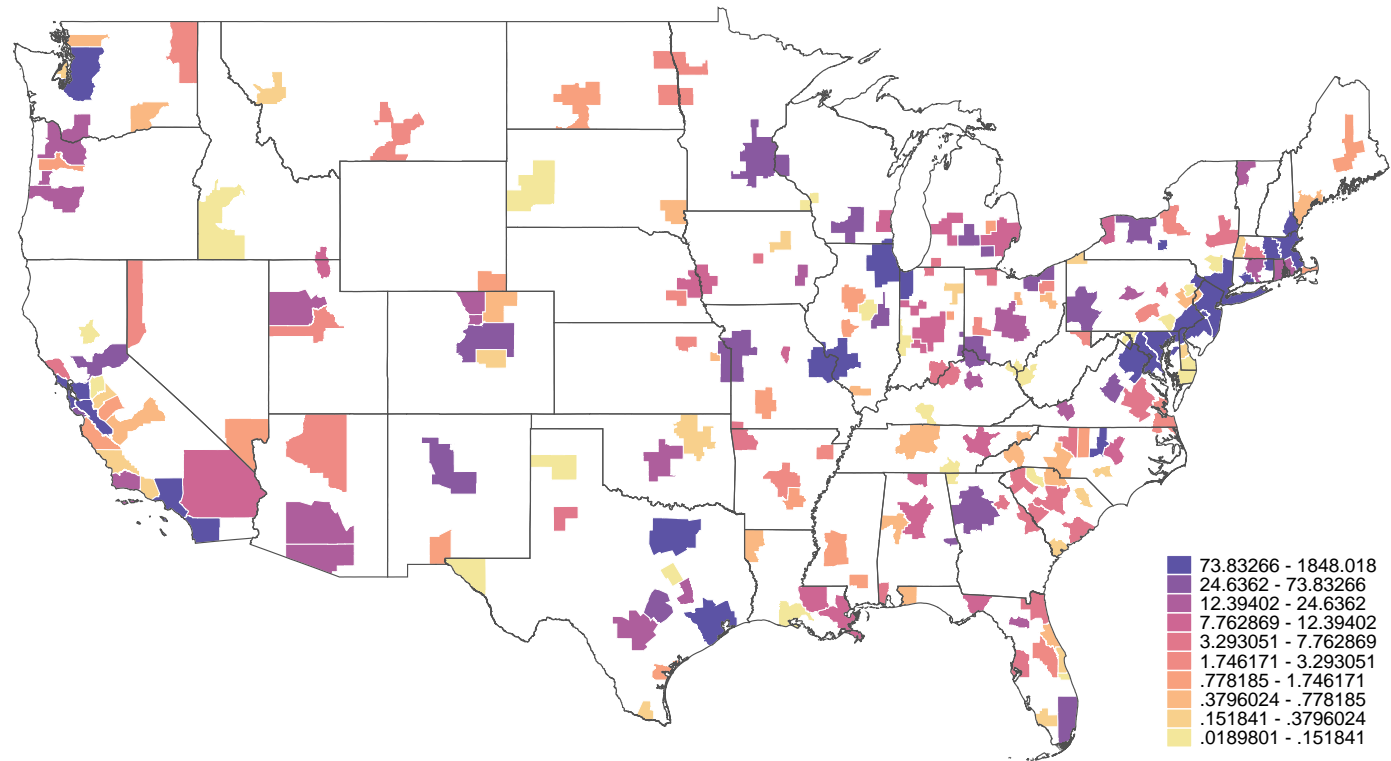 73.83266 - 1848.018
24.6362 - 73.83266
12.39402 - 24.6362
7.762869 - 12.39402
3.293051 - 7.762869
1.746171 - 3.293051
.778185 - 1.746171
.3796024 - .778185
.151841 - .3796024
.0189801 - .151841